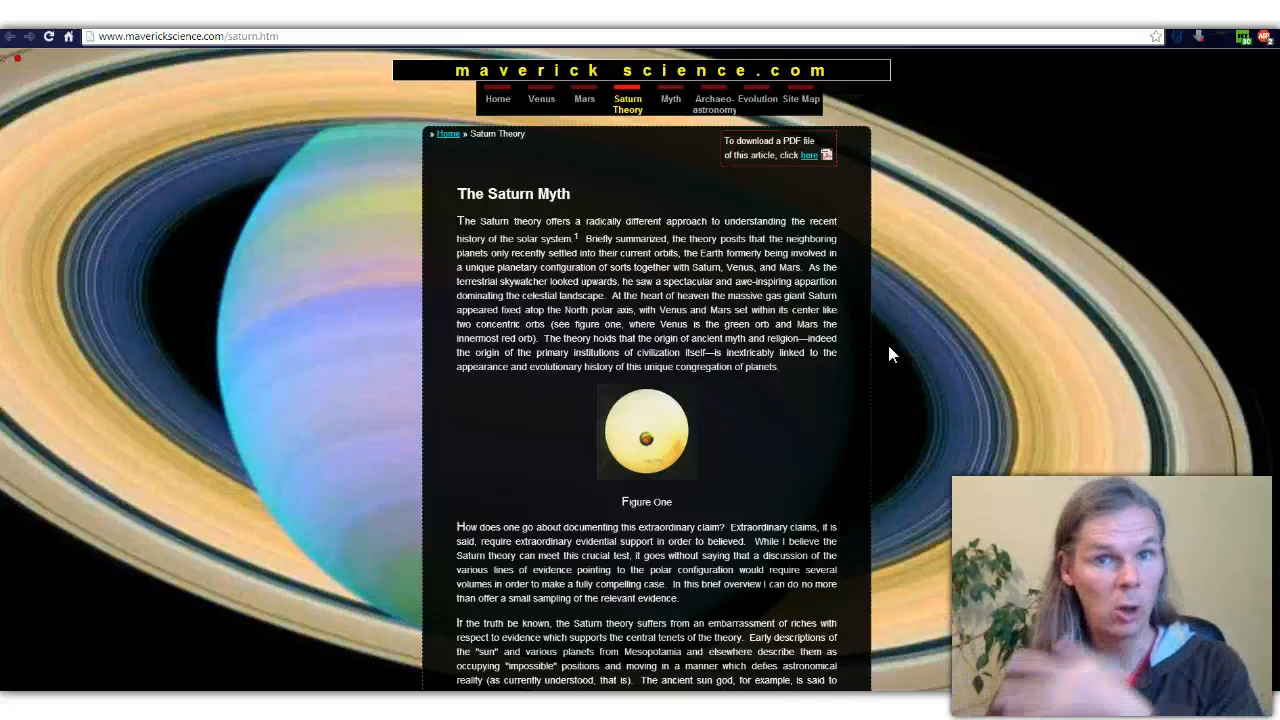 www.maverickscience.com/saturn.htm
maverick science.com
Home Venus Mars Saturn Theory Myth Archaeo-astronomy Evolution Site Map
» Home » Saturn Theory
To download a PDF file
of this article, click here
The Saturn Myth
The Saturn theory offers a radically different approach to understanding the recent
history of the solar system.1 Briefly summarized, the theory posits that the neighboring
planets only recently settled into their current orbits, the Earth formerly being involved in
a unique planetary configuration of sorts together with Saturn, Venus, and Mars. As the
terrestrial skywatcher looked upwards, he saw a spectacular and awe-inspiring apparition
dominating the celestial landscape. At the heart of heaven the massive gas giant Saturn
appeared fixed atop the North polar axis, with Venus and Mars set within its center like
two concentric orbs (see figure one, where Venus is the green orb and Mars the
innermost red orb). The theory holds that the origin of ancient myth and religion—indeed
the origin of the primary institutions of civilization itself—is inextricably linked to the
appearance and evolutionary history of this unique congregation of planets.
Figure One
How does one go about documenting this extraordinary claim? Extraordinary claims, it is
said, require extraordinary evidential support in order to believed. While I believe the
Saturn theory can meet this crucial test, it goes without saying that a discussion of the
various lines of evidence pointing to the polar configuration would require several
volumes in order to make a fully compelling case. In this brief overview I can do no more
than offer a small sampling of the relevant evidence.
If the truth be known, the Saturn theory suffers from an embarrassment of riches with
respect to evidence which supports the central tenets of the theory. Early descriptions of
the "sun" and various planets from Mesopotamia and elsewhere describe them as
occupying "impossible" positions and moving in a manner which defies astronomical
reality (as currently understood, that is). The ancient sun god, for example, is said to